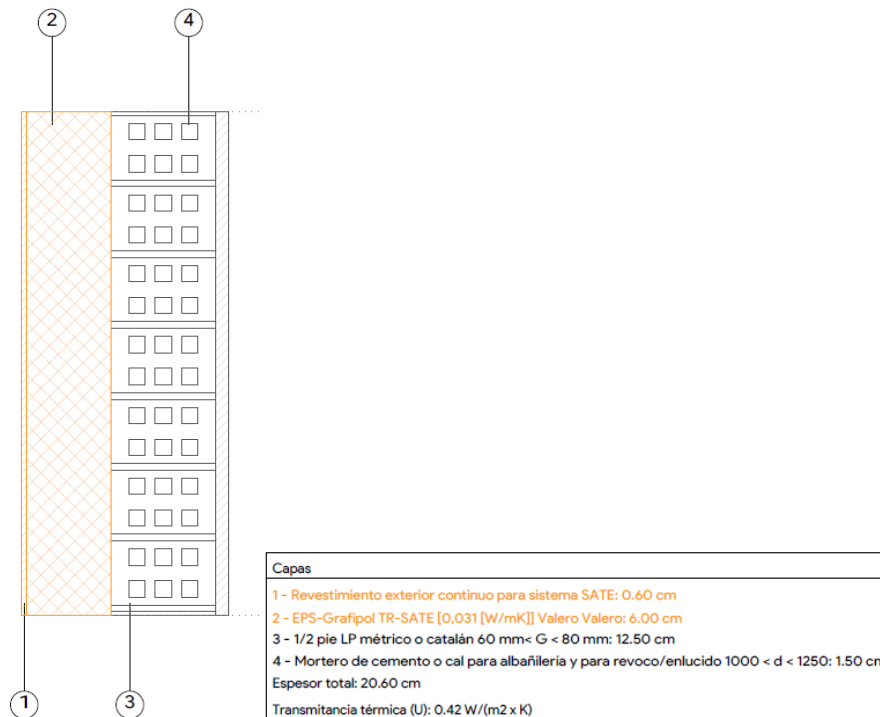 2
4
Capas
1 - Revestimiento exterior continuo para sistema SATE: 0.60 cm
2 - EPS-Grafipol TR-SATE [0,031 [W/mK]] Valero Valero: 6.00 cm
3 - 1/2 pie LP métrico o catalán 60 mm< G < 80 mm: 12.50 cm
4 - Mortero de cemento o cal para albañilería y para revoco/enlucido 1000 < d < 1250: 1.50 cm
Espesor total: 20.60 cm
Transmitancia térmica (U): 0.42 W/(m2 x K)
1
3